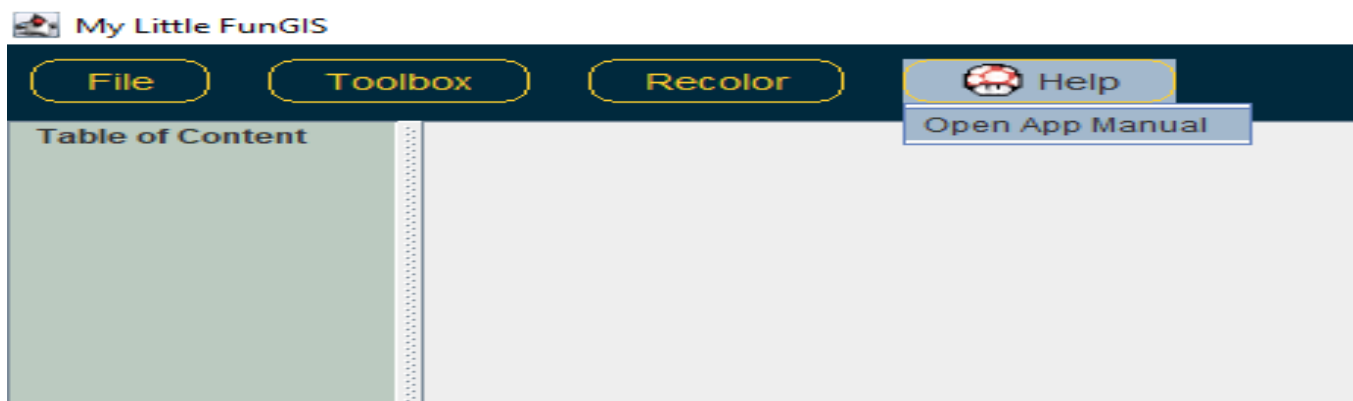 My Little FunGIS
File Toolbox Recolor Help
Table of Content
Open App Manual